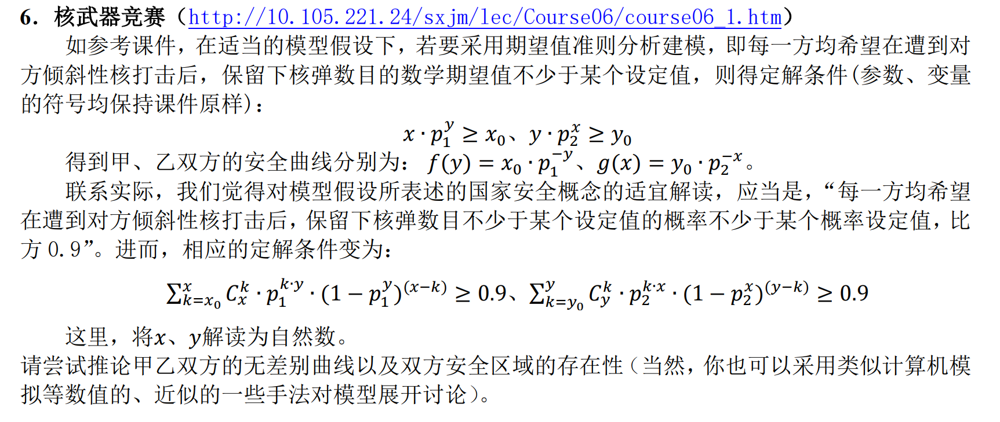 6. 核武器竞赛（http://10.105.221.24/sxjm/lec/Course06/course06_1.htm）
如参考课件，在适当的模型假设下，若要采用期望值准则分析建模，即每一方均希望在遭到对
方倾斜性核打击后，保留下核弹数目的数学期望值不少于某个设定值，则得定解条件(参数、变量
的符号均保持课件原样)：
$x \cdot p_1^y \geq x_0$、$y \cdot p_2^x \geq y_0$
得到甲、乙双方的安全曲线分别为：$f(y) = x_0 \cdot p_1^{-y}$、$g(x) = y_0 \cdot p_2^{-x}$。
联系实际，我们觉得对模型假设所表述的国家安全概念的适宜解读，应当是，“每一方均希望
在遭到对方倾斜性核打击后，保留下核弹数目不少于某个设定值的概率不少于某个概率设定值，比
方0.9”。进而，相应的定解条件变为：
$\sum_{k=x_0}^{x} C_x^k \cdot p_1^{k \cdot y} \cdot (1 - p_1^y)^{(x-k)} \geq 0.9$、$\sum_{k=y_0}^{y} C_y^k \cdot p_2^{k \cdot x} \cdot (1 - p_2^x)^{(y-k)} \geq 0.9$
这里，将$x$、$y$解读为自然数。
请尝试推论甲乙双方的无差别曲线以及双方安全区域的存在性（当然，你也可以采用类似计算机模
拟等数值的、近似的一些手法对模型展开讨论）。